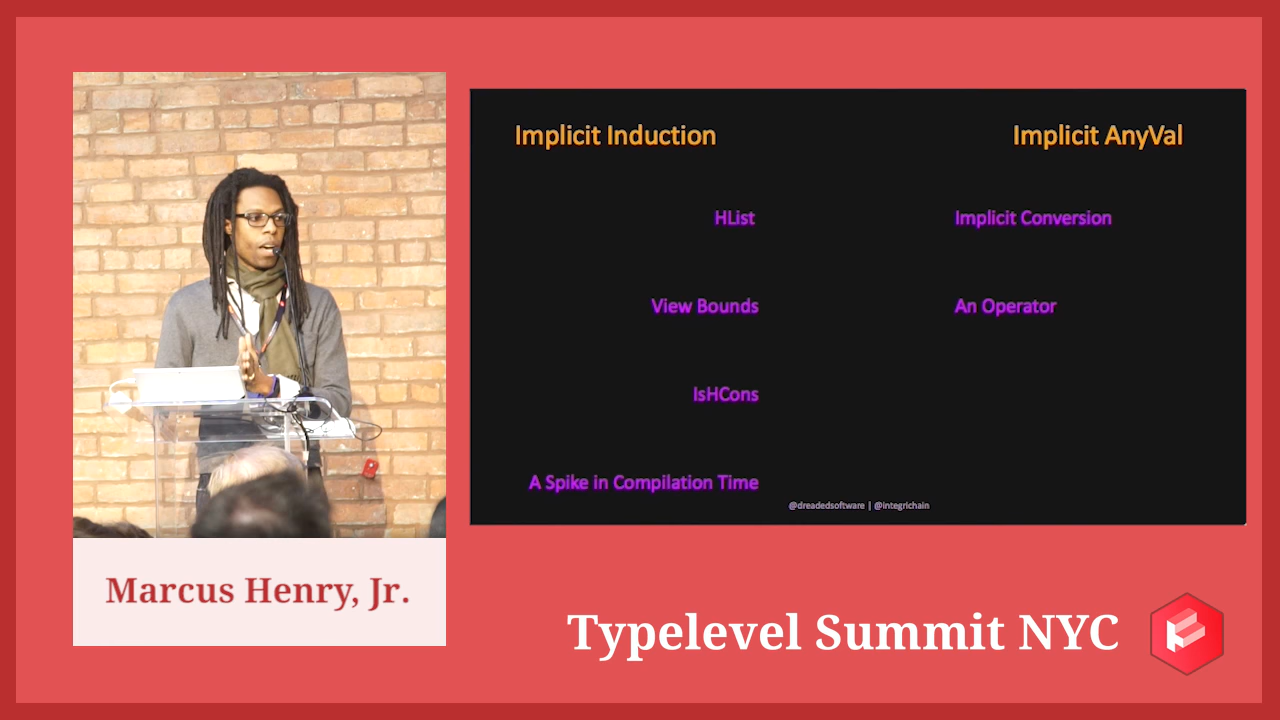 Implicit Induction
Implicit AnyVal
HList
Implicit Conversion
View Bounds
An Operator
IsHCons
A Spike in Compilation Time
@dreadedsoftware | @integrichain
Marcus Henry, Jr.
Typelevel Summit NYC